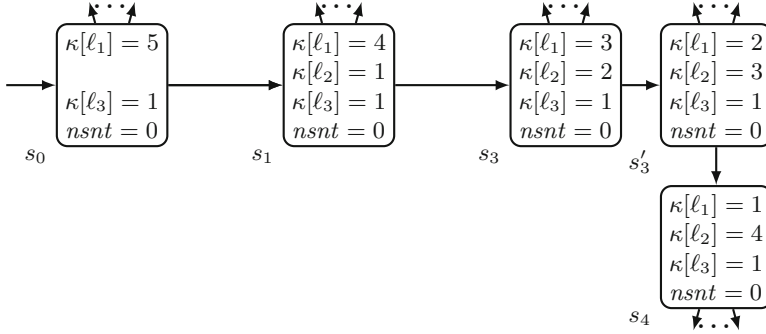 ...
κ[ℓ₁] = 5
κ[ℓ₃] = 1
nsnt = 0
s₀
...
κ[ℓ₁] = 4
κ[ℓ₂] = 1
κ[ℓ₃] = 1
nsnt = 0
s₁
...
κ[ℓ₁] = 3
κ[ℓ₂] = 2
κ[ℓ₃] = 1
nsnt = 0
s₃
...
κ[ℓ₁] = 2
κ[ℓ₂] = 3
κ[ℓ₃] = 1
nsnt = 0
s₃′
κ[ℓ₁] = 1
κ[ℓ₂] = 4
κ[ℓ₃] = 1
nsnt = 0
s₄
...